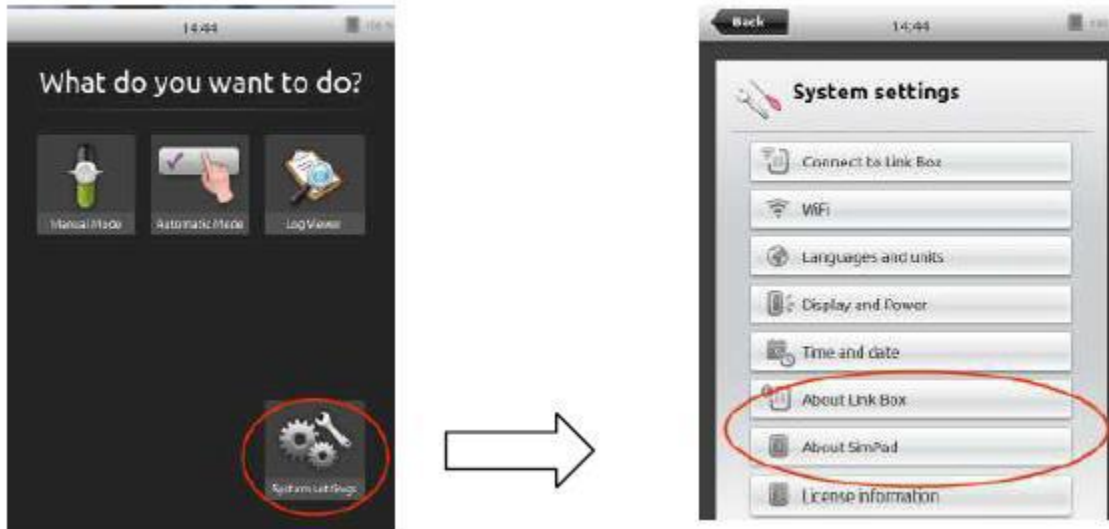 14:44
What do you want to do?
Manual Mode
Automatic Mode
Log Viewer
System settings
Back
14:44
System settings
Connect to Link Box
WiFi
Languages and units
Display and Power
Time and date
About Link Box
About SimPad
License information